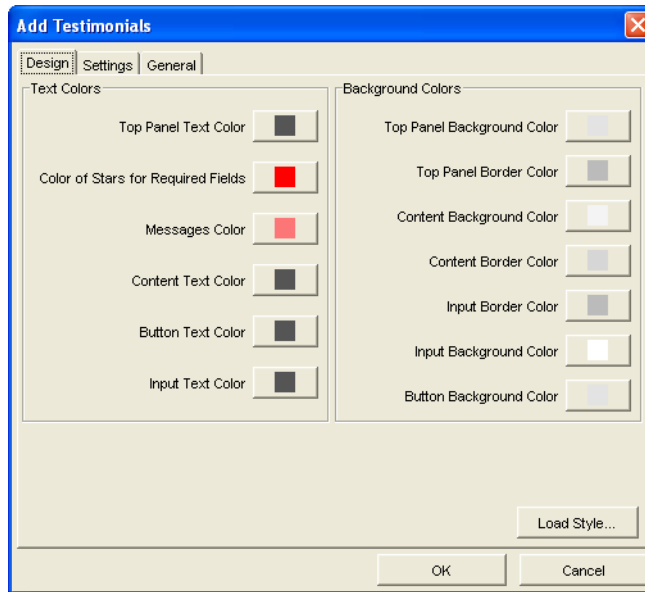 Add Testimonials
Design Settings General
Text Colors
Top Panel Text Color
Color of Stars for Required Fields
Messages Color
Content Text Color
Button Text Color
Input Text Color
Background Colors
Top Panel Background Color
Top Panel Border Color
Content Background Color
Content Border Color
Input Border Color
Input Background Color
Button Background Color
Load Style...
OK Cancel